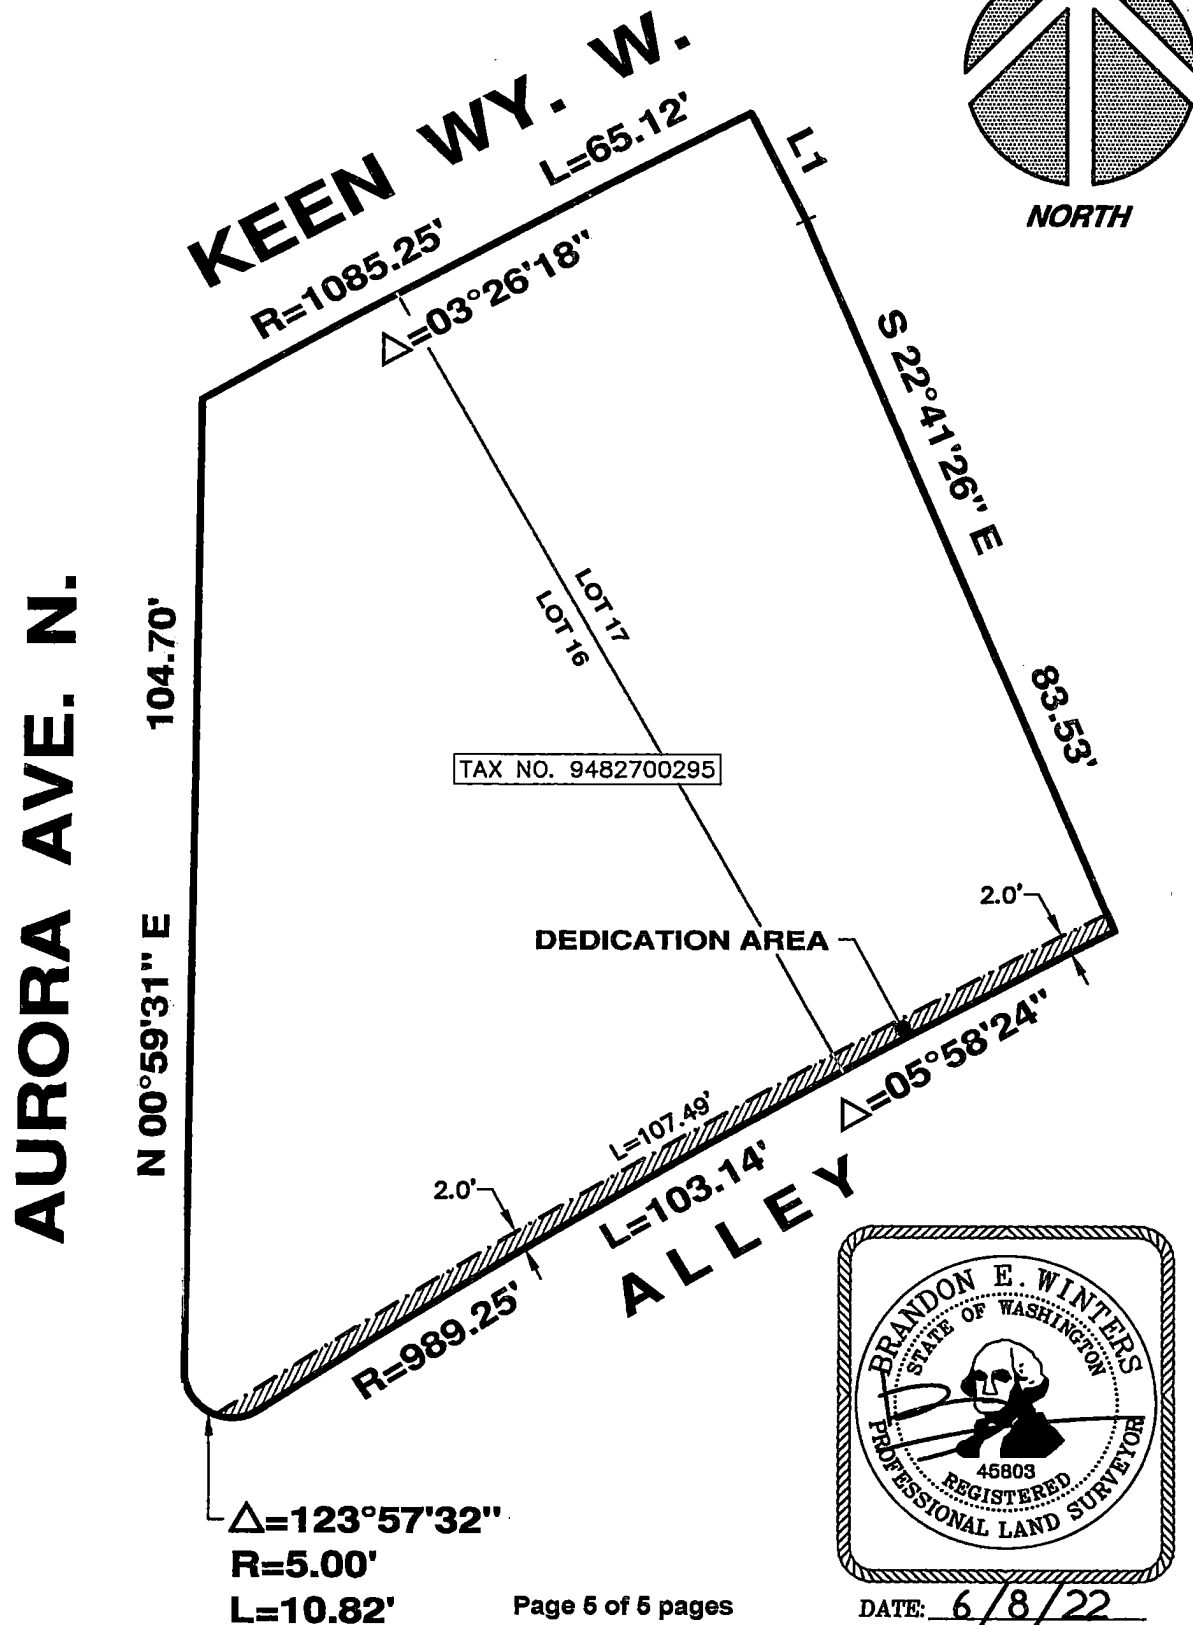 KEEN WY. W.
L=65.12'
R=1085.25'
△=03°26'18"
L1
NORTH
S 22°41'26" E
83.53'
AURORA AVE. N.
104.70'
N 00°59'31" E
LOT 17
LOT 16
TAX NO. 9482700295
2.0'
DEDICATION AREA
△=05°58'24"
L=107.49'
2.0'
L=103.14'
R=989.25'
ALLEY
△=123°57'32"
R=5.00'
L=10.82'
BRANDON E. WINTERS
STATE OF WASHINGTON
45803
REGISTERED
PROFESSIONAL LAND SURVEYOR
Page 5 of 5 pages
DATE: 6/8/22